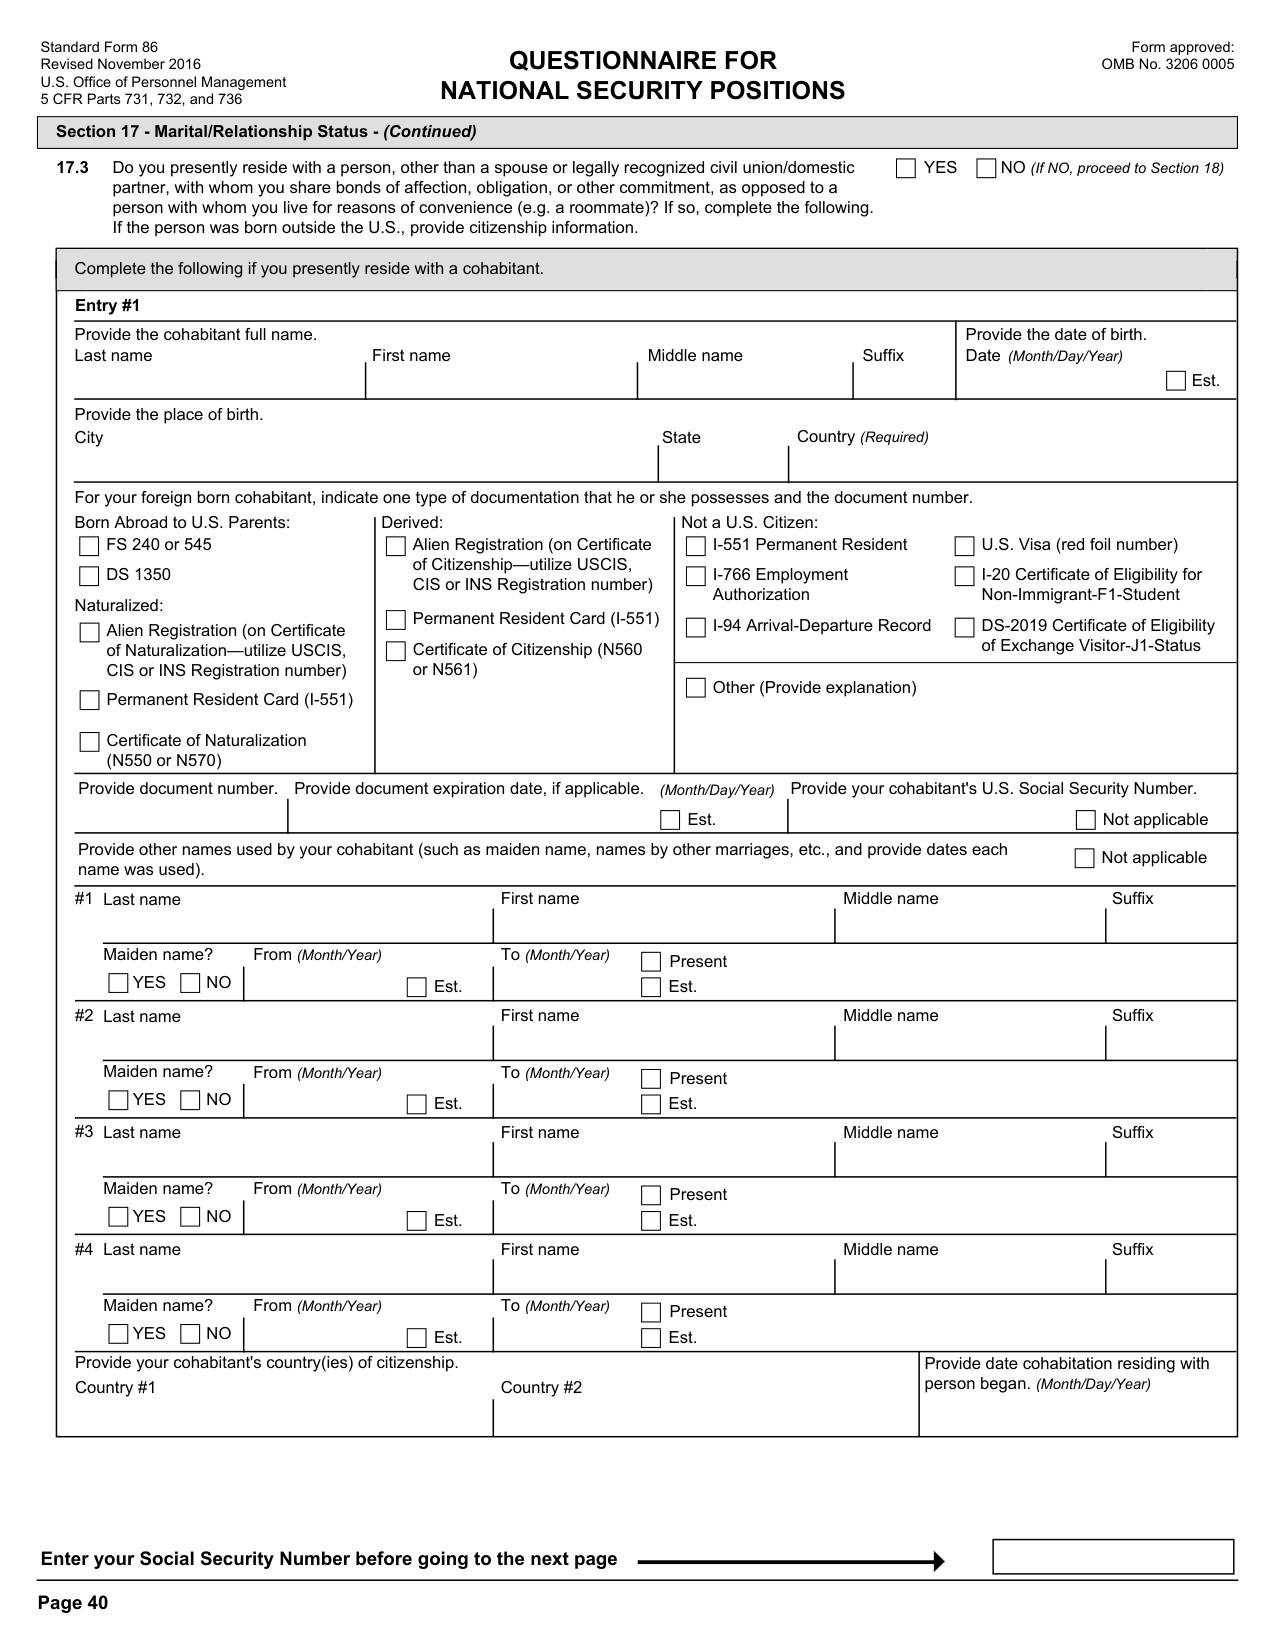 Standard Form 86
Revised November 2016
U.S. Office of Personnel Management
5 CFR Parts 731, 732, and 736
QUESTIONNAIRE FOR
NATIONAL SECURITY POSITIONS
Form approved:
OMB No. 3206 0005
Section 17 - Marital/Relationship Status - (Continued)
17.3 Do you presently reside with a person, other than a spouse or legally recognized civil union/domestic
partner, with whom you share bonds of affection, obligation, or other commitment, as opposed to a
person with whom you live for reasons of convenience (e.g. a roommate)? If so, complete the following.
If the person was born outside the U.S., provide citizenship information.
YES NO (If NO, proceed to Section 18)
Complete the following if you presently reside with a cohabitant.
Entry #1
Provide the cohabitant full name.
Last name First name Middle name Suffix
Provide the date of birth.
Date (Month/Day/Year)
Est.
Provide the place of birth.
City State Country (Required)
For your foreign born cohabitant, indicate one type of documentation that he or she possesses and the document number.
Born Abroad to U.S. Parents:
FS 240 or 545
DS 1350
Naturalized:
Alien Registration (on Certificate
of Naturalization—utilize USCIS,
CIS or INS Registration number)
Permanent Resident Card (I-551)
Certificate of Naturalization
(N550 or N570)
Derived:
Alien Registration (on Certificate
of Citizenship—utilize USCIS,
CIS or INS Registration number)
Permanent Resident Card (I-551)
Certificate of Citizenship (N560
or N561)
Not a U.S. Citizen:
I-551 Permanent Resident
I-766 Employment
Authorization
I-94 Arrival-Departure Record
U.S. Visa (red foil number)
I-20 Certificate of Eligibility for
Non-Immigrant-F1-Student
DS-2019 Certificate of Eligibility
of Exchange Visitor-J1-Status
Other (Provide explanation)
Provide document number. Provide document expiration date, if applicable. (Month/Day/Year) Provide your cohabitant's U.S. Social Security Number.
Est. Not applicable
Provide other names used by your cohabitant (such as maiden name, names by other marriages, etc., and provide dates each
name was used).
Not applicable
#1 Last name First name Middle name Suffix
Maiden name? From (Month/Year) To (Month/Year) Present
YES NO Est. Est.
#2 Last name First name Middle name Suffix
Maiden name? From (Month/Year) To (Month/Year) Present
YES NO Est. Est.
#3 Last name First name Middle name Suffix
Maiden name? From (Month/Year) To (Month/Year) Present
YES NO Est. Est.
#4 Last name First name Middle name Suffix
Maiden name? From (Month/Year) To (Month/Year) Present
YES NO Est. Est.
Provide your cohabitant's country(ies) of citizenship.
Country #1 Country #2
Provide date cohabitation residing with
person began. (Month/Day/Year)
Enter your Social Security Number before going to the next page
Page 40